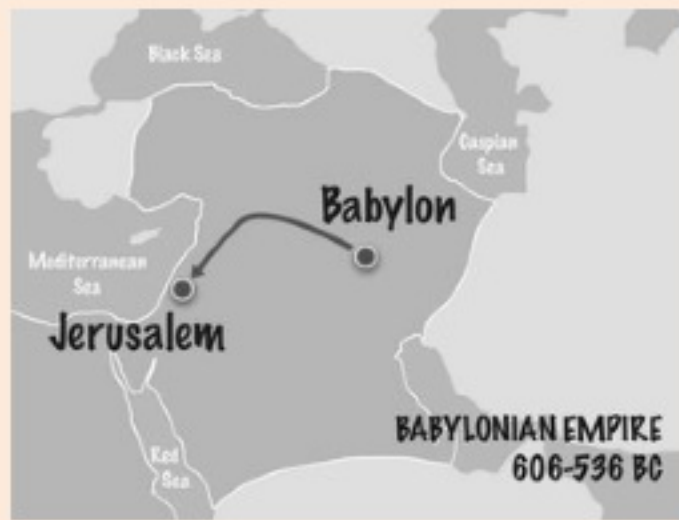 Black Sea
Caspian
Sea
Babylon
Mediterranean
Sea
Jerusalem
BABYLONIAN EMPIRE
606-536 BC
Red
Sea